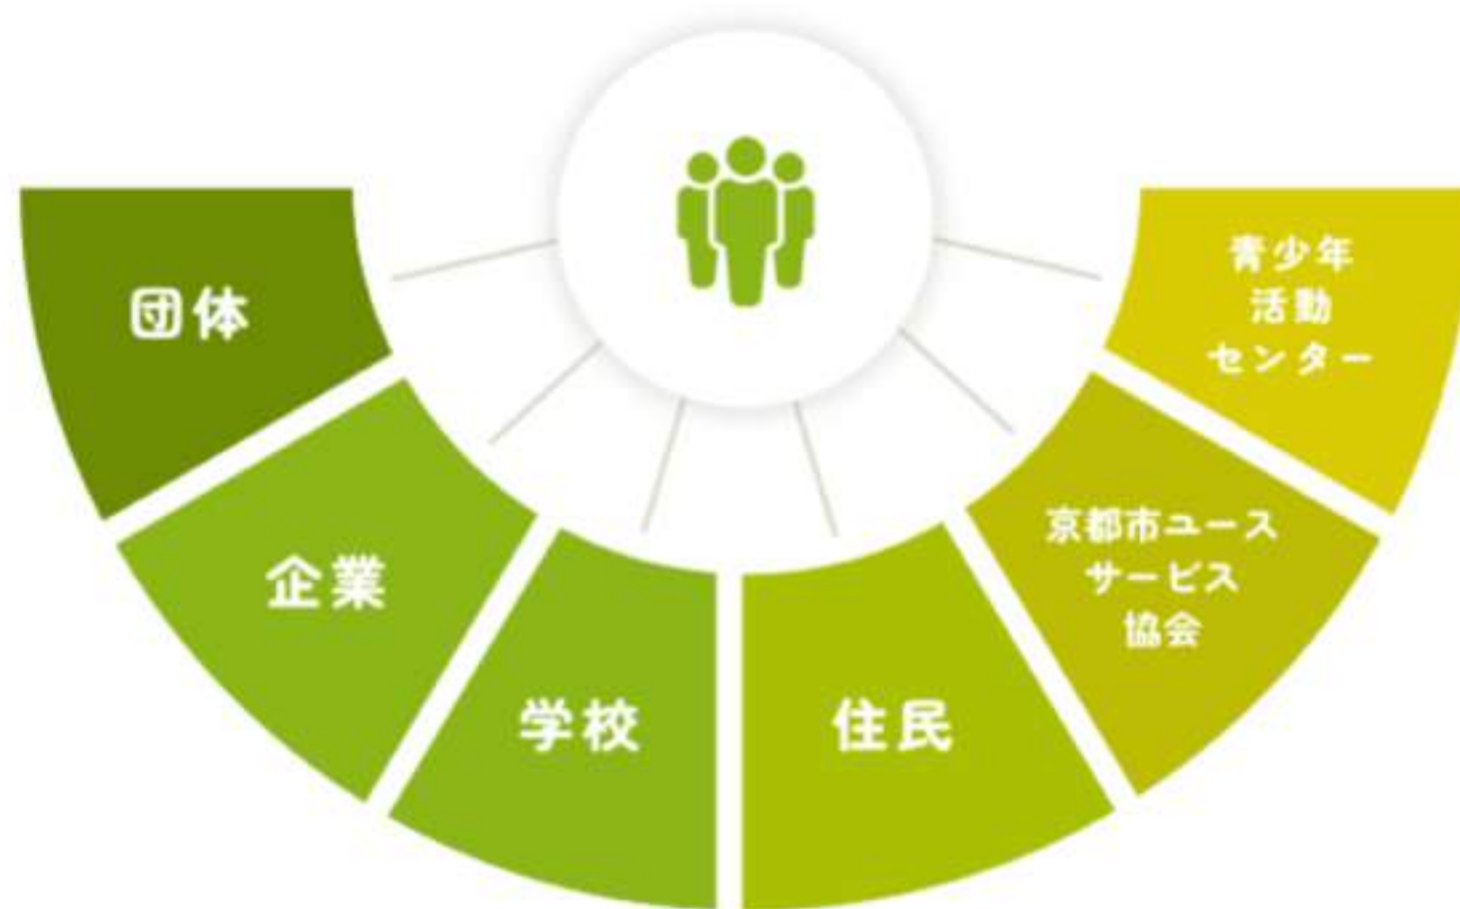 団体
企業
学校
住民
京都市ユース
サービス
協会
青少年
活動
センター